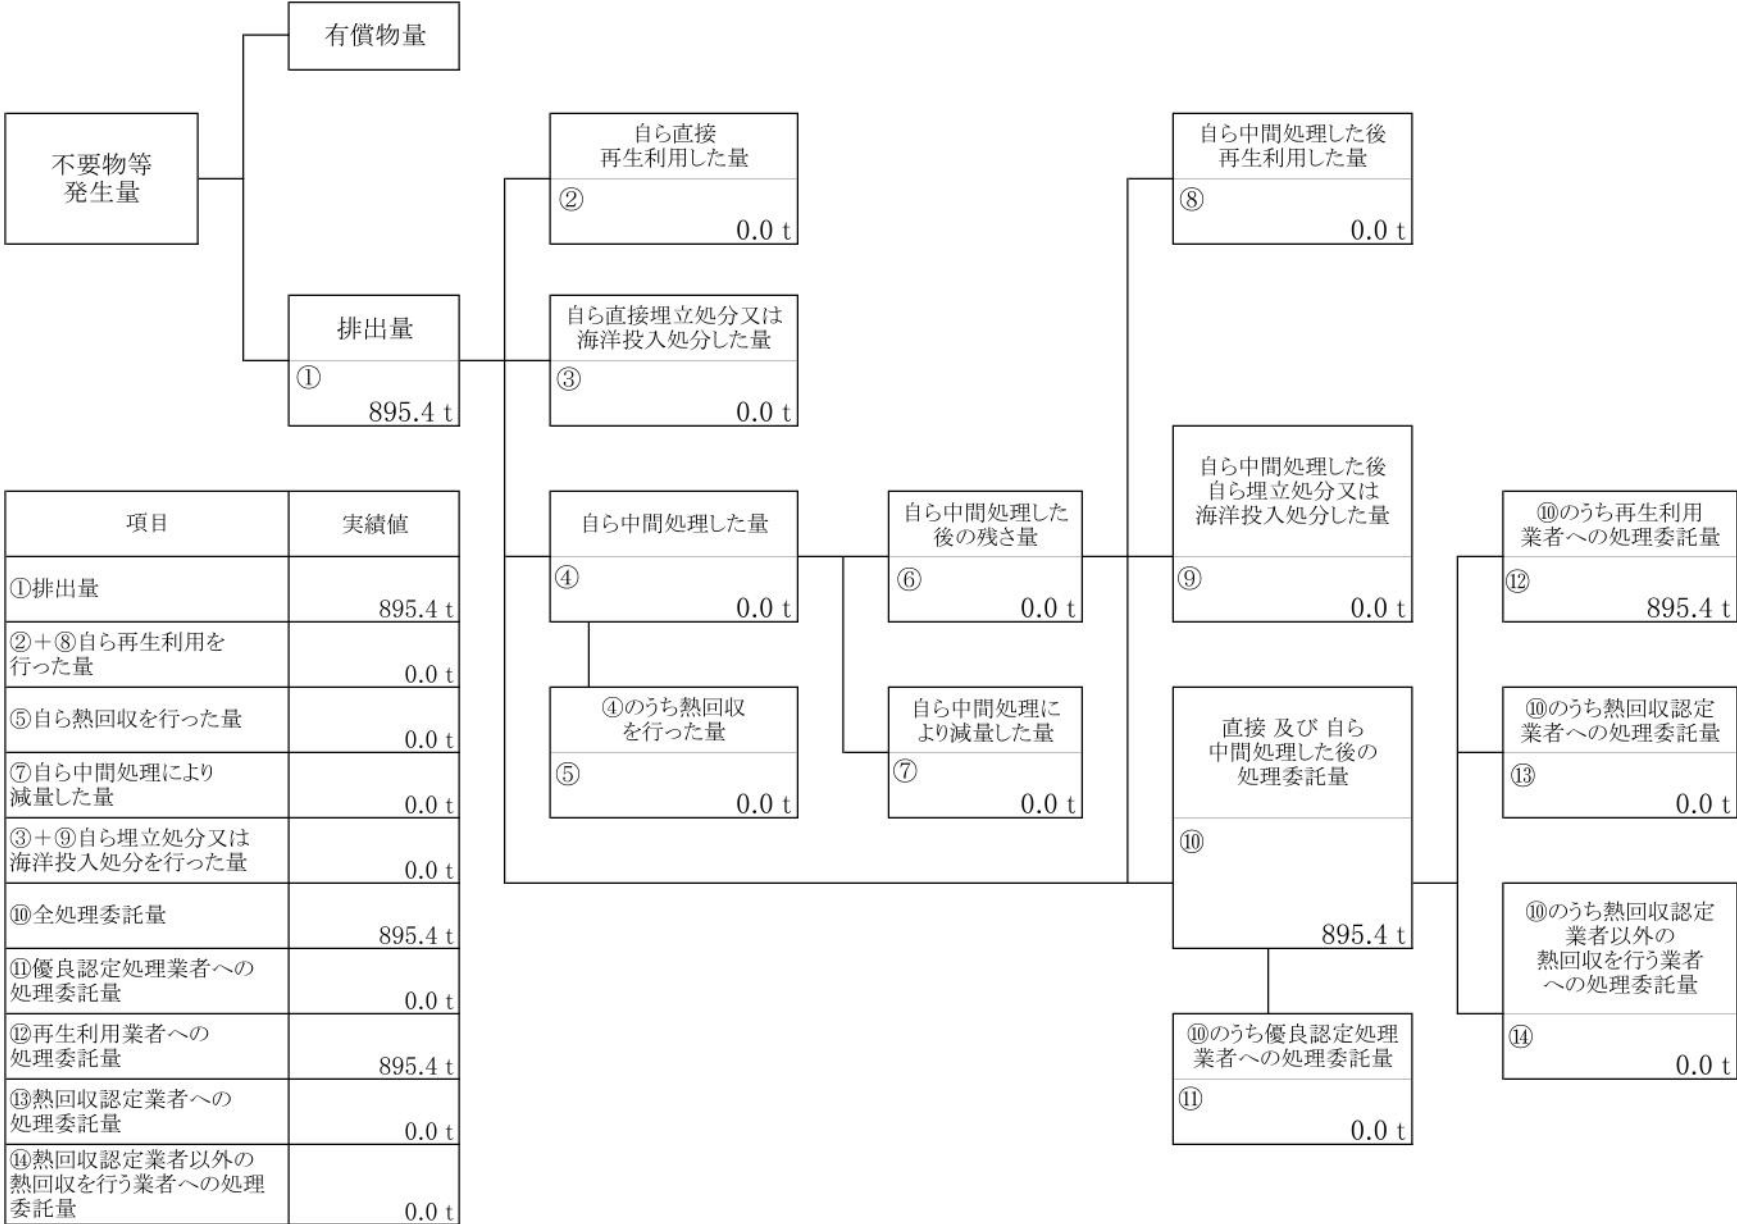 有償物量
不要物等
発生量
排出量
①
895.4 t
自ら直接
再生利用した量
②
0.0 t
自ら直接埋立処分又は
海洋投入処分した量
③
0.0 t
自ら中間処理した量
④
0.0 t
④のうち熱回収
を行った量
⑤
0.0 t
自ら中間処理した
後の残さ量
⑥
0.0 t
自ら中間処理に
より減量した量
⑦
0.0 t
自ら中間処理した後
再生利用した量
⑧
0.0 t
自ら中間処理した後
自ら埋立処分又は
海洋投入処分した量
⑨
0.0 t
直接 及び 自ら
中間処理した後の
処理委託量
⑩
895.4 t
⑩のうち優良認定処理
業者への処理委託量
⑪
0.0 t
⑩のうち再生利用
業者への処理委託量
⑫
895.4 t
⑩のうち熱回収認定
業者への処理委託量
⑬
0.0 t
⑩のうち熱回収認定
業者以外の
熱回収を行う業者
への処理委託量
⑭
0.0 t
項目 実績値
①排出量
895.4 t
②+⑧自ら再生利用を
行った量
0.0 t
⑤自ら熱回収を行った量
0.0 t
⑦自ら中間処理により
減量した量
0.0 t
③+⑨自ら埋立処分又は
海洋投入処分を行った量
0.0 t
⑩全処理委託量
895.4 t
⑪優良認定処理業者への
処理委託量
0.0 t
⑫再生利用業者への
処理委託量
895.4 t
⑬熱回収認定業者への
処理委託量
0.0 t
⑭熱回収認定業者以外の
熱回収を行う業者への処理
委託量
0.0 t